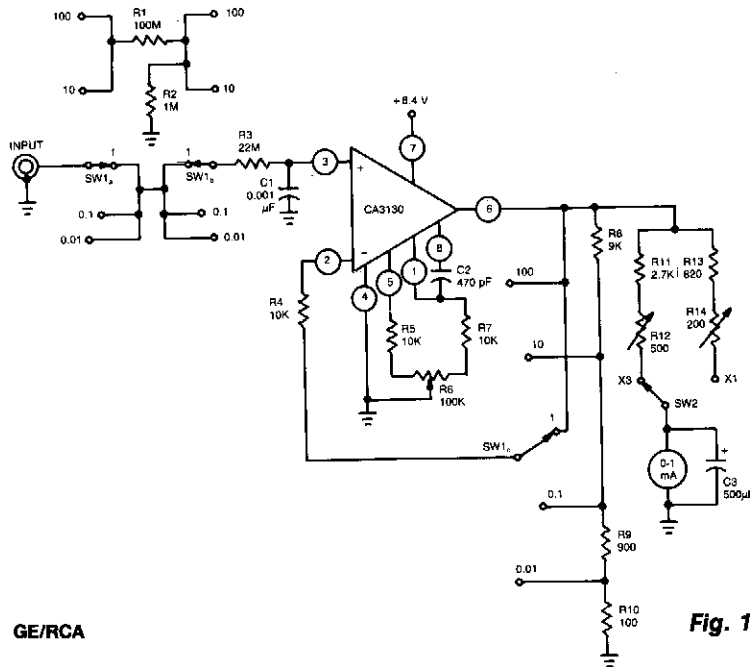 R1
100M
100
100
10
10
R2
1M
+8.4 V
INPUT
1
1
R3
22M
3
7
SW1a
SW1b
+
C1
0.001
µF
CA3130
6
0.1
0.1
0.01
0.01
2
−
8
4
5
1
C2
470 pF
R8
9K
R11
2.7K
R13
820
100
R4
10K
R5
10K
R7
10K
R12
500
R14
200
10
R6
100K
X3
X1
SW2
1
SW1c
0-1
mA
+
C3
500µ
0.1
R9
900
0.01
R10
100
GE/RCA
Fig. 1